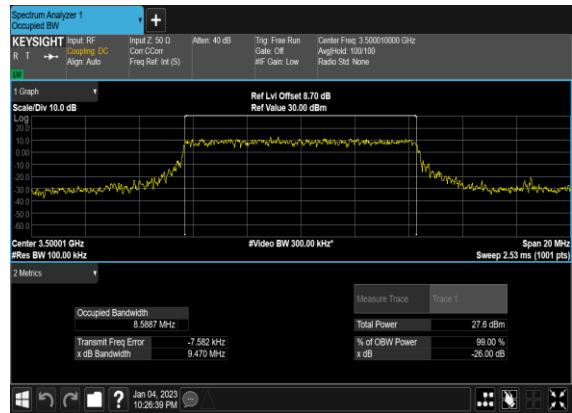 Spectrum Analyzer 1
Occupied BW
+
KEYSIGHT Input: RF Input Z: 50 Ω Atten: 40 dB Trig: Free Run Center Freq: 3.500010000 GHz
R T Coupling: DC Corr CCorr Gate: Off Avg|Hold: 100/100
Align: Auto Freq Ref: Int (S) #IF Gain: Low Radio Std: None
LW
1 Graph
Ref Lvl Offset 8.70 dB
Scale/Div 10.0 dB Ref Value 30.00 dBm
Log
20.0
10.0
0.00
-10.0
-20.0
-30.0
-40.0
-50.0
-60.0
Center 3.50001 GHz #Video BW 300.00 kHz* Span 20 MHz
#Res BW 100.00 kHz Sweep 2.53 ms (1001 pts)
2 Metrics
Measure Trace Trace 1
Occupied Bandwidth
8.5887 MHz Total Power 27.6 dBm
Transmit Freq Error -7.582 kHz % of OBW Power 99.00 %
x dB Bandwidth 9.470 MHz x dB -26.00 dB
? Jan 04, 2023
10:26:39 PM